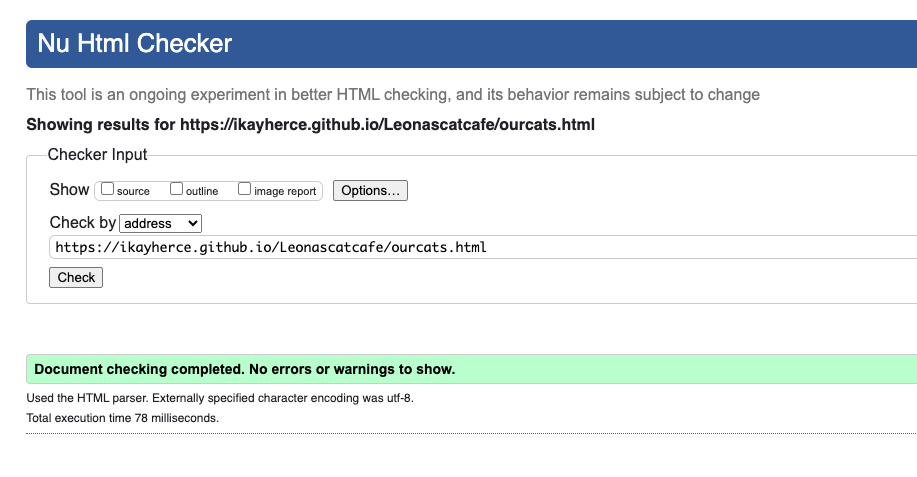 Nu Html Checker
This tool is an ongoing experiment in better HTML checking, and its behavior remains subject to change
Showing results for https://ikayherce.github.io/Leonascatcafe/ourcats.html
Checker Input
Show source outline image report Options...
Check by address
https://ikayherce.github.io/Leonascatcafe/ourcats.html
Check
Document checking completed. No errors or warnings to show.
Used the HTML parser. Externally specified character encoding was utf-8.
Total execution time 78 milliseconds.